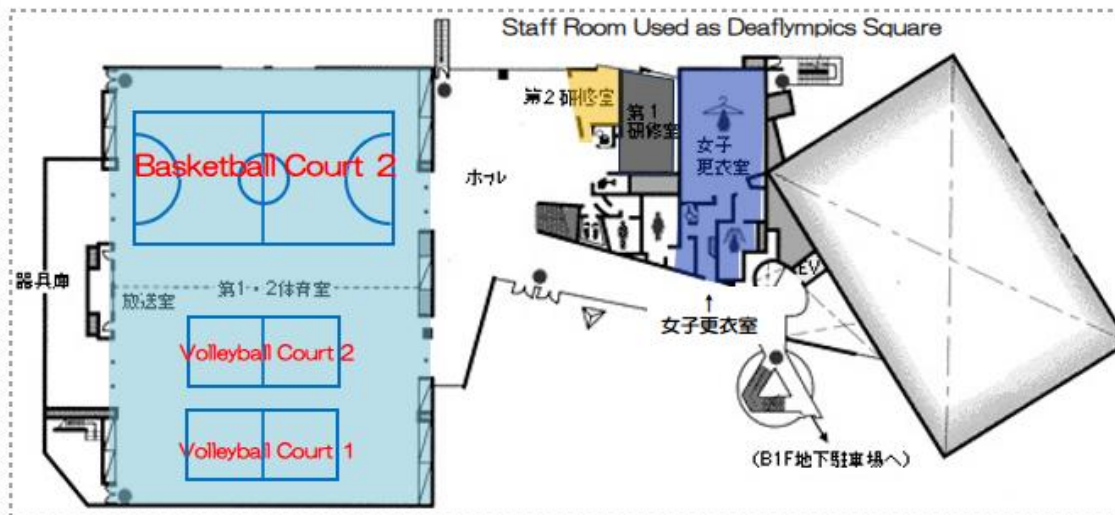 Staff Room Used as Deaflympics Square
第2研修室
第1
研修室
女子
更衣室
Basketball Court 2
ホール
器具庫
放送室
第1・2体育室
EV
女子更衣室
Volleyball Court 2
Volleyball Court 1
(B1F地下駐車場へ)